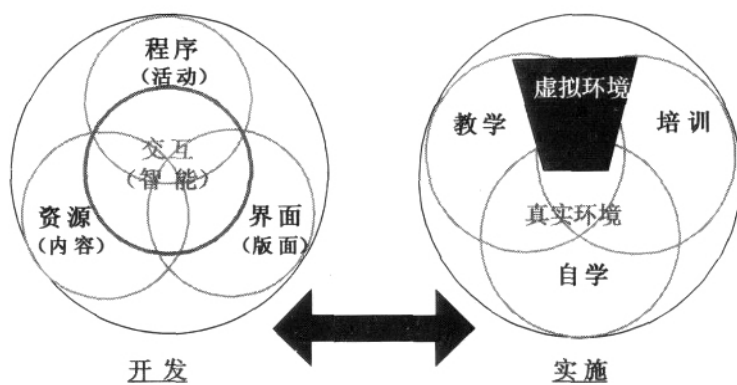 程序
(活动)
交互
(智能)
资源
(内容)
界面
(版面)
开发
虚拟环境
教学
培训
真实环境
自学
实施